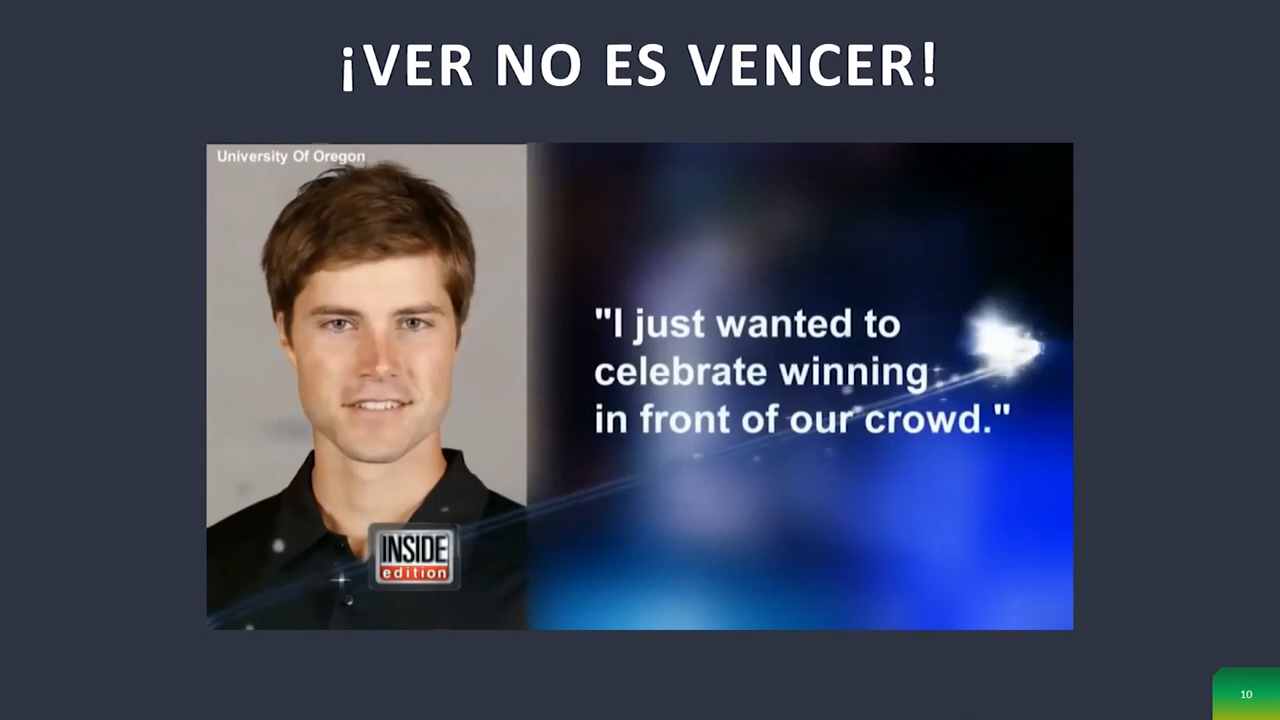 ¡VER NO ES VENCER!
University Of Oregon
"I just wanted to
celebrate winning
in front of our crowd."
INSIDE
edition
10